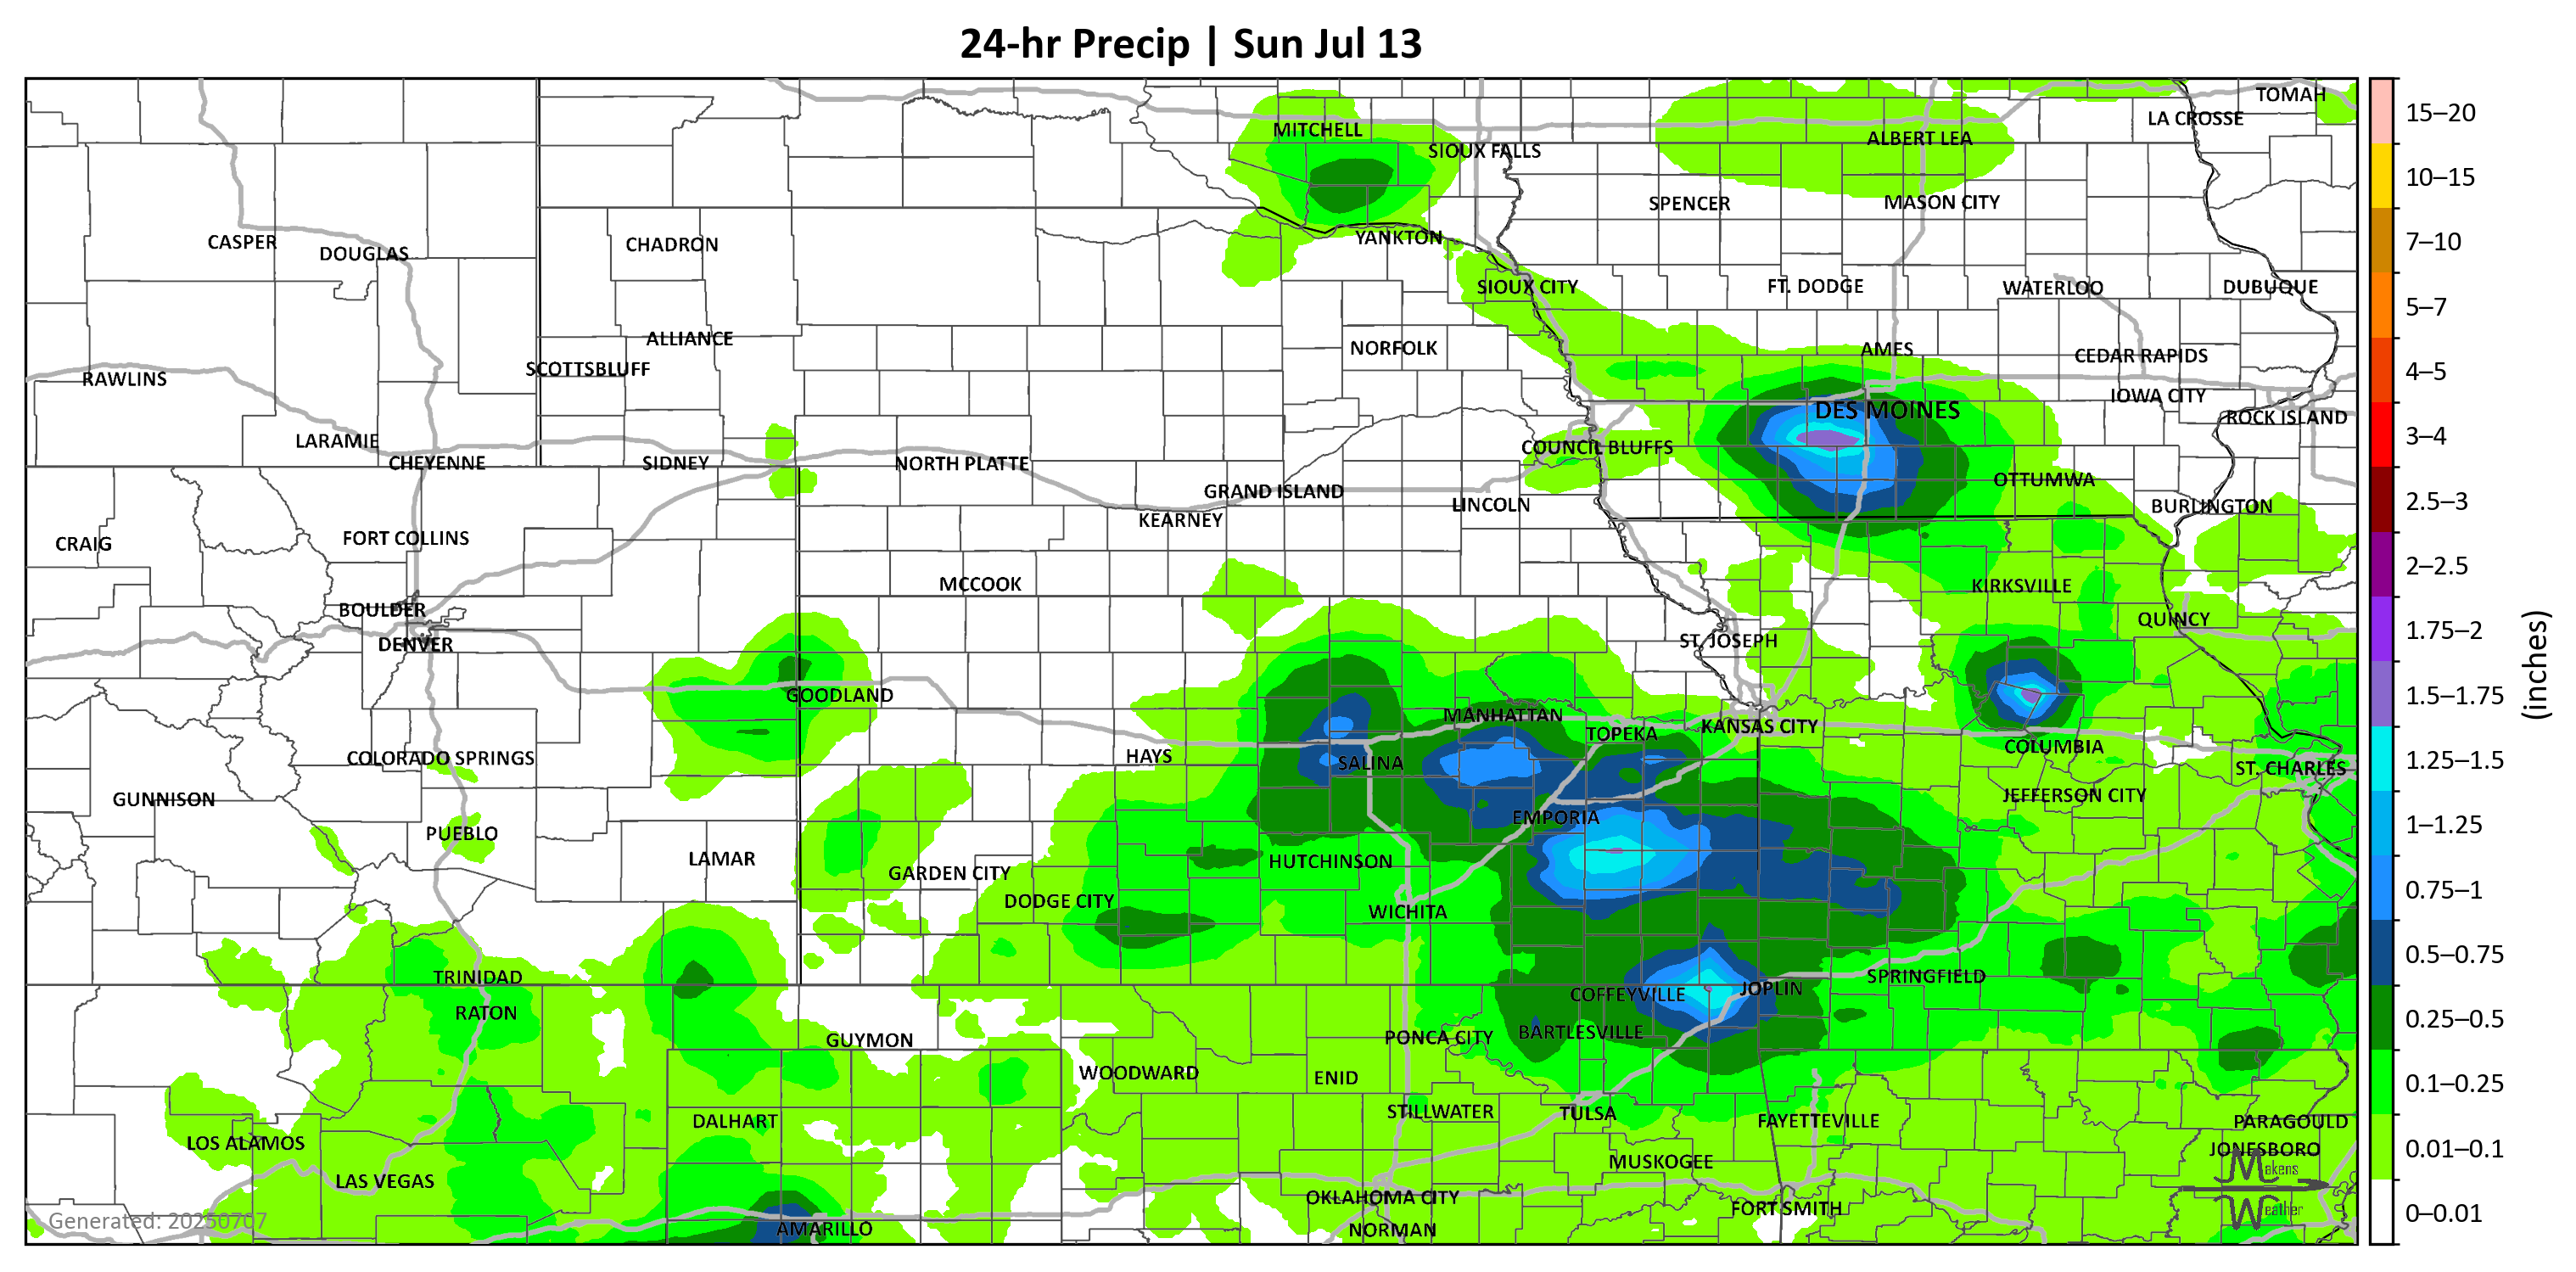 24-hr Precip | Sun Jul 13
TOMAH
LA CROSSE
MITCHELL
ALBERT LEA
SIOUX FALLS
SPENCER
MASON CITY
CASPER
DOUGLAS
CHADRON
YANKTON
SIOUX CITY
FT. DODGE
WATERLOO
DUBUQUE
ALLIANCE
NORFOLK
AMES
CEDAR RAPIDS
SCOTTSBLUFF
RAWLINS
IOWA CITY
DES MOINES
ROCK ISLAND
LARAMIE
COUNCIL BLUFFS
CHEYENNE
SIDNEY
NORTH PLATTE
OTTUMWA
GRAND ISLAND
LINCOLN
BURLINGTON
KEARNEY
FORT COLLINS
CRAIG
MCCOOK
KIRKSVILLE
BOULDER
QUINCY
DENVER
ST. JOSEPH
GOODLAND
MANHATTAN
KANSAS CITY
TOPEKA
COLUMBIA
COLORADO SPRINGS
HAYS
SALINA
ST. CHARLES
GUNNISON
JEFFERSON CITY
EMPORIA
PUEBLO
LAMAR
HUTCHINSON
GARDEN CITY
DODGE CITY
WICHITA
TRINIDAD
SPRINGFIELD
COFFEYVILLE
JOPLIN
RATON
GUYMON
PONCA CITY
BARTLESVILLE
WOODWARD
ENID
DALHART
STILLWATER
TULSA
FAYETTEVILLE
PARAGOULD
LOS ALAMOS
JONESBORO
MUSKOGEE
LAS VEGAS
OKLAHOMA CITY
FORT SMITH
AMARILLO
NORMAN
Generated: 20250707
Makens
Weather
15–20
10–15
7–10
5–7
4–5
3–4
2.5–3
2–2.5
1.75–2
1.5–1.75
1.25–1.5
1–1.25
0.75–1
0.5–0.75
0.25–0.5
0.1–0.25
0.01–0.1
0–0.01
(inches)